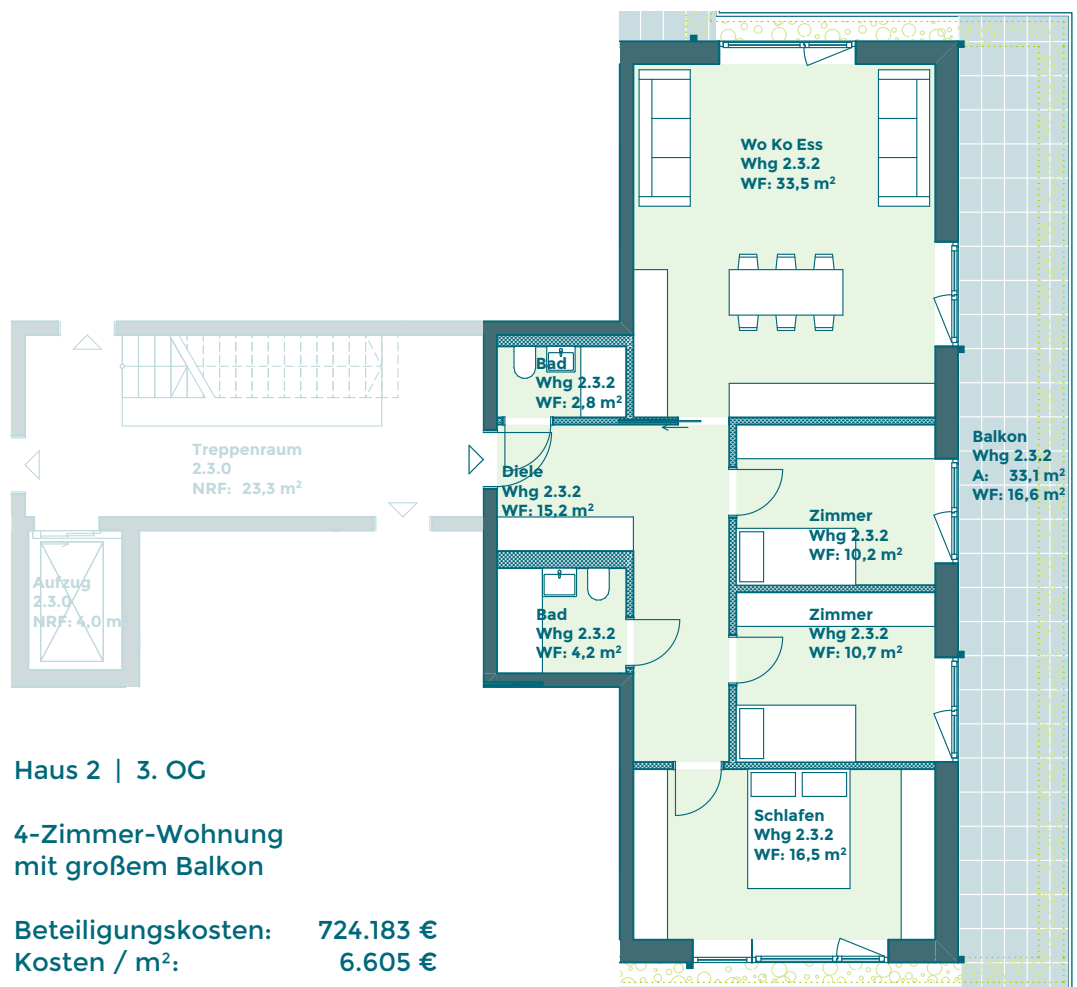 Wo Ko Ess
Whg 2.3.2
WF: 33,5 m²
Bad
Whg 2.3.2
WF: 2,8 m²
Treppenraum
2.3.0
NRF: 23,3 m²
Diele
Whg 2.3.2
WF: 15,2 m²
Balkon
Whg 2.3.2
A: 33,1 m²
WF: 16,6 m²
Zimmer
Whg 2.3.2
WF: 10,2 m²
Aufzug
2.3.0
NRF: 4,0 m²
Bad
Whg 2.3.2
WF: 4,2 m²
Zimmer
Whg 2.3.2
WF: 10,7 m²
Schlafen
Whg 2.3.2
WF: 16,5 m²
Haus 2 | 3. OG
4-Zimmer-Wohnung
mit großem Balkon
Beteiligungskosten: 724.183 €
Kosten / m²: 6.605 €